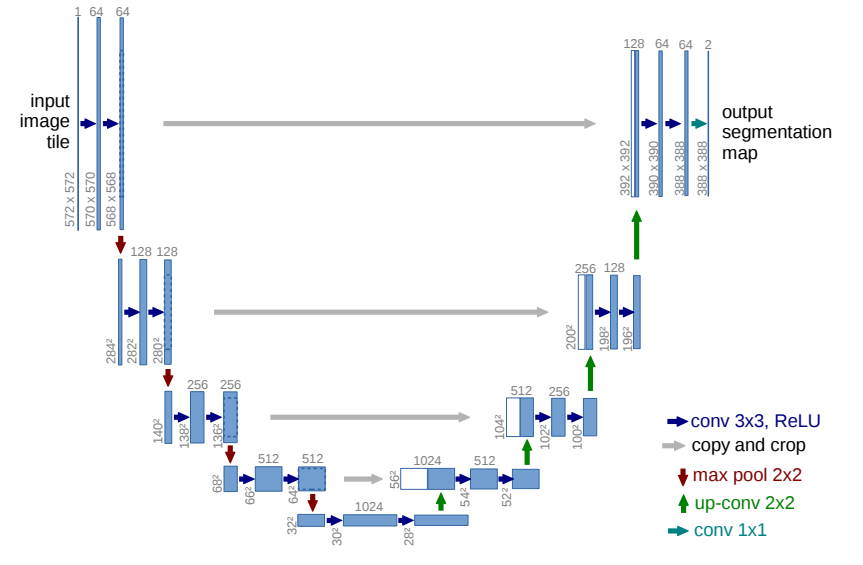 1 64 64
input
image
tile
572 x 572
570 x 570
568 x 568
128 64 64 2
output
segmentation
map
392 x 392
390 x 390
388 x 388
388 x 388
128 128
284²
282²
280²
256 128
200²
198²
196²
256 256
140²
138²
136²
512 256
104²
102²
100²
512 512
68²
66²
64²
1024 512
56²
54²
52²
1024
32²
30²
28²
conv 3x3, ReLU
copy and crop
max pool 2x2
up-conv 2x2
conv 1x1